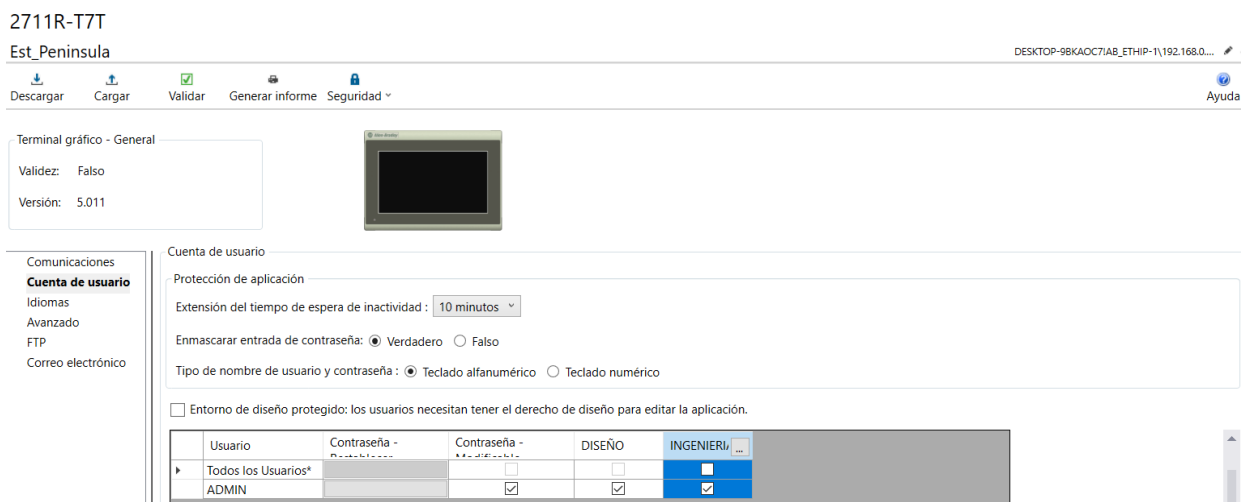 2711R-T7T
Est_Peninsula
DESKTOP-9BKAOC7!AB_ETHIP-1\192.168.0....
Descargar Cargar Validar Generar informe Seguridad Ayuda
Terminal gráfico - General
Validez: Falso
Versión: 5.011
Comunicaciones
Cuenta de usuario
Idiomas
Avanzado
FTP
Correo electrónico
Cuenta de usuario
Protección de aplicación
Extensión del tiempo de espera de inactividad : 10 minutos
Enmascarar entrada de contraseña: Verdadero Falso
Tipo de nombre de usuario y contraseña : Teclado alfanumérico Teclado numérico
Entorno de diseño protegido: los usuarios necesitan tener el derecho de diseño para editar la aplicación.
Usuario Contraseña - Contraseña - DISEÑO INGENIERI ...
Todos los Usuarios*
ADMIN